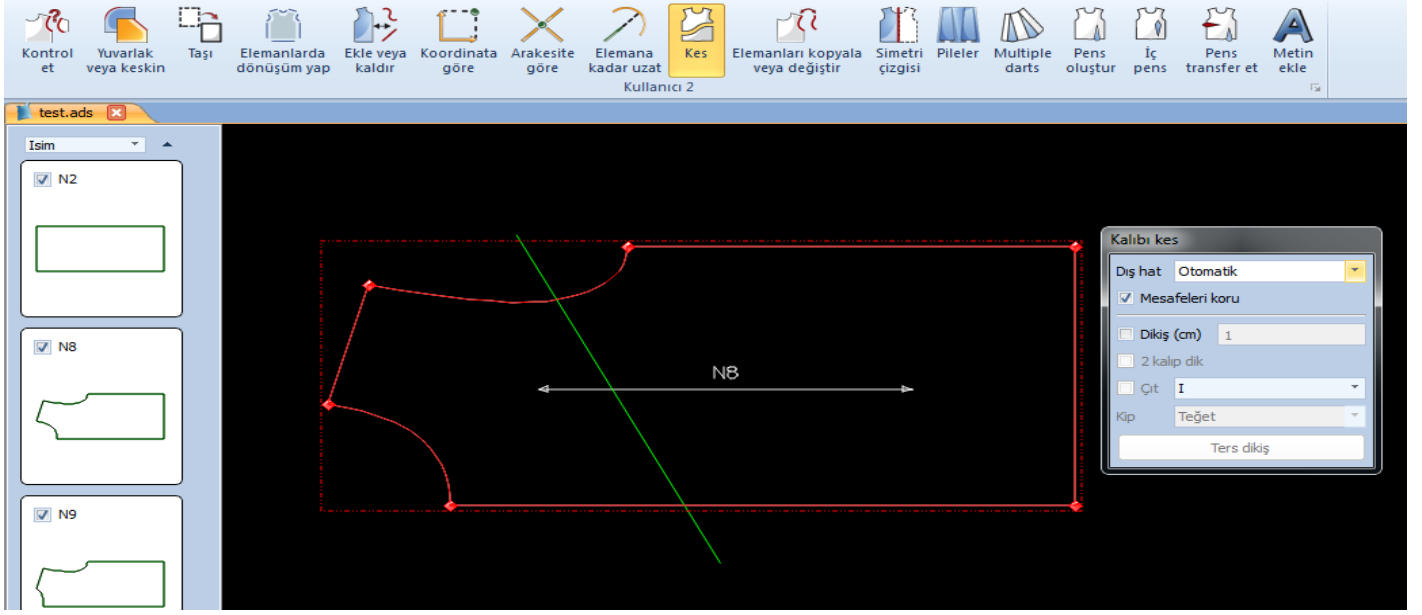 Kontrol et
Yuvarlak veya keskin
Taşı
Elemanlarda dönüşüm yap
Ekle veya kaldır
Koordinata göre
Arakesite göre
Elemana kadar uzat
Kes
Elemanları kopyala veya değiştir
Simetri çizgisi
Pileler
Multiple darts
Pens oluştur
İç pens
Pens transfer et
Metin ekle
Kullanıcı 2
test.ads
Isim
N2
N8
N9
N8
Kalıbı kes
Dış hat Otomatik
Mesafeleri koru
Dikiş (cm) 1
2 kalıp dik
Çıt I
Kip Teğet
Ters dikiş